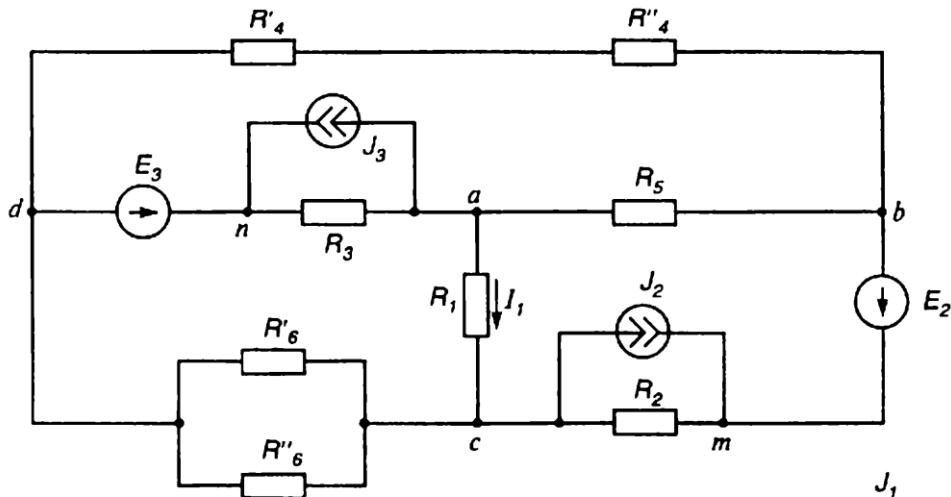 R'₄ R"₄
J₃
E₃ R₅
d a b
n
R₃
J₂
R₁ I₁ E₂
R'₆
R₂
c m
R"₆
J₁